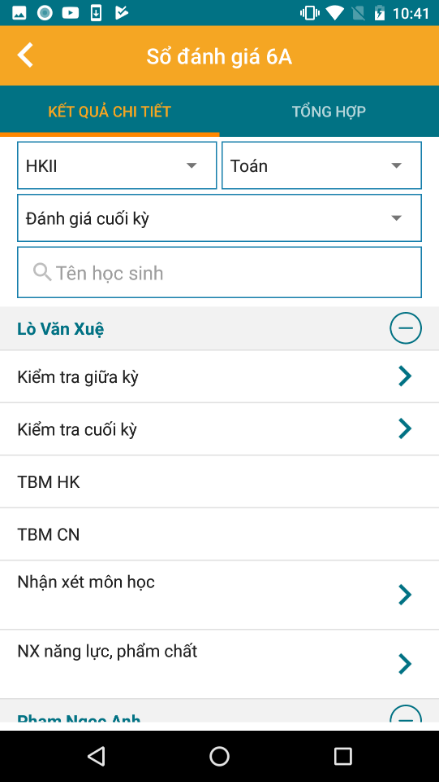 10:41
Sổ đánh giá 6A
KẾT QUẢ CHI TIẾT
TỔNG HỢP
HKII
Toán
Đánh giá cuối kỳ
Tên học sinh
Lò Văn Xuệ
Kiểm tra giữa kỳ
Kiểm tra cuối kỳ
TBM HK
TBM CN
Nhận xét môn học
NX năng lực, phẩm chất
Phạm Ngọc Anh